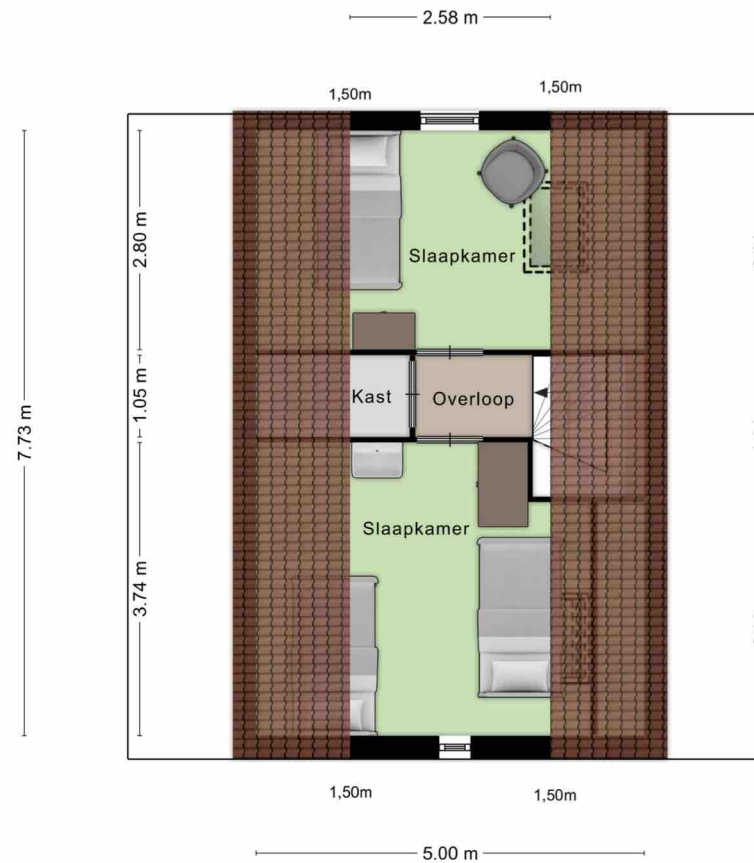 2.58 m
1,50m
1,50m
2.80 m
Slaapkamer
1.05 m
Kast
Overloop
7.73 m
Slaapkamer
3.74 m
1,50m
1,50m
5.00 m